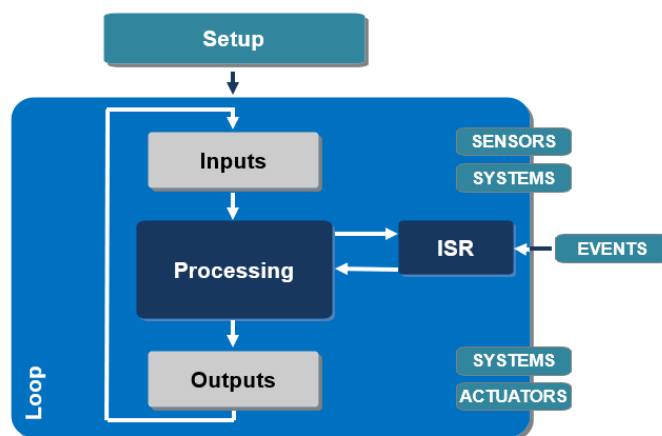 Setup
Inputs
SENSORS
SYSTEMS
Processing
ISR
EVENTS
Outputs
SYSTEMS
ACTUATORS
Loop